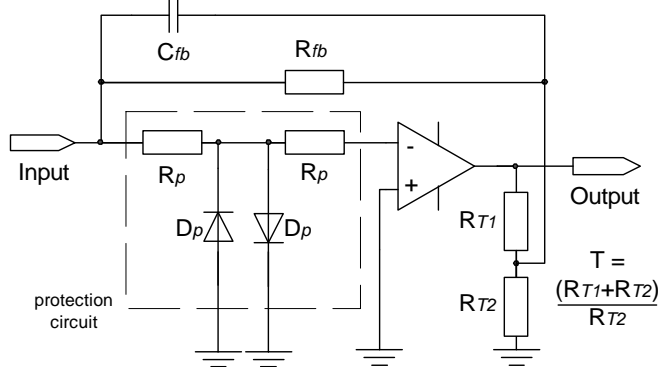 Cfb
Rfb
Input
Rp
Rp
-
+
Output
Dp
Dp
RT1
RT2
T =
(RT1+RT2)
RT2
protection
circuit